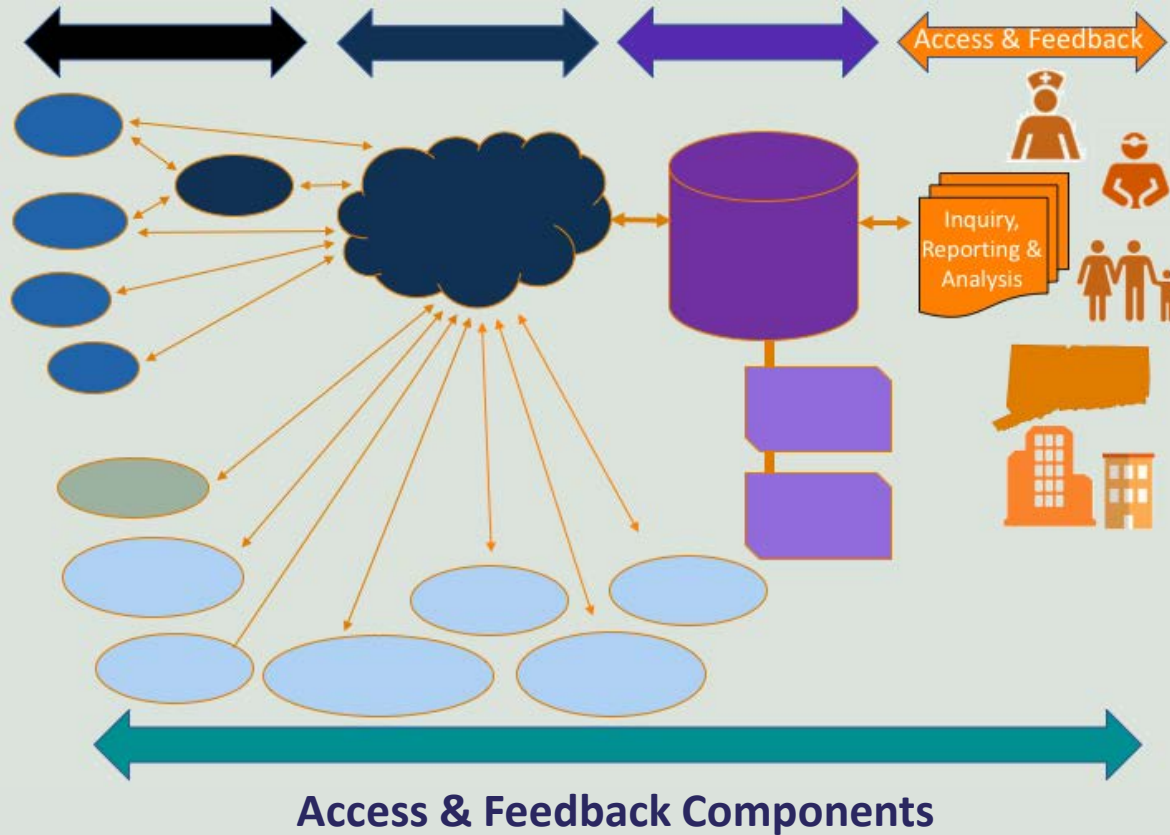 Access & Feedback
Inquiry,
Reporting &
Analysis
Access & Feedback Components